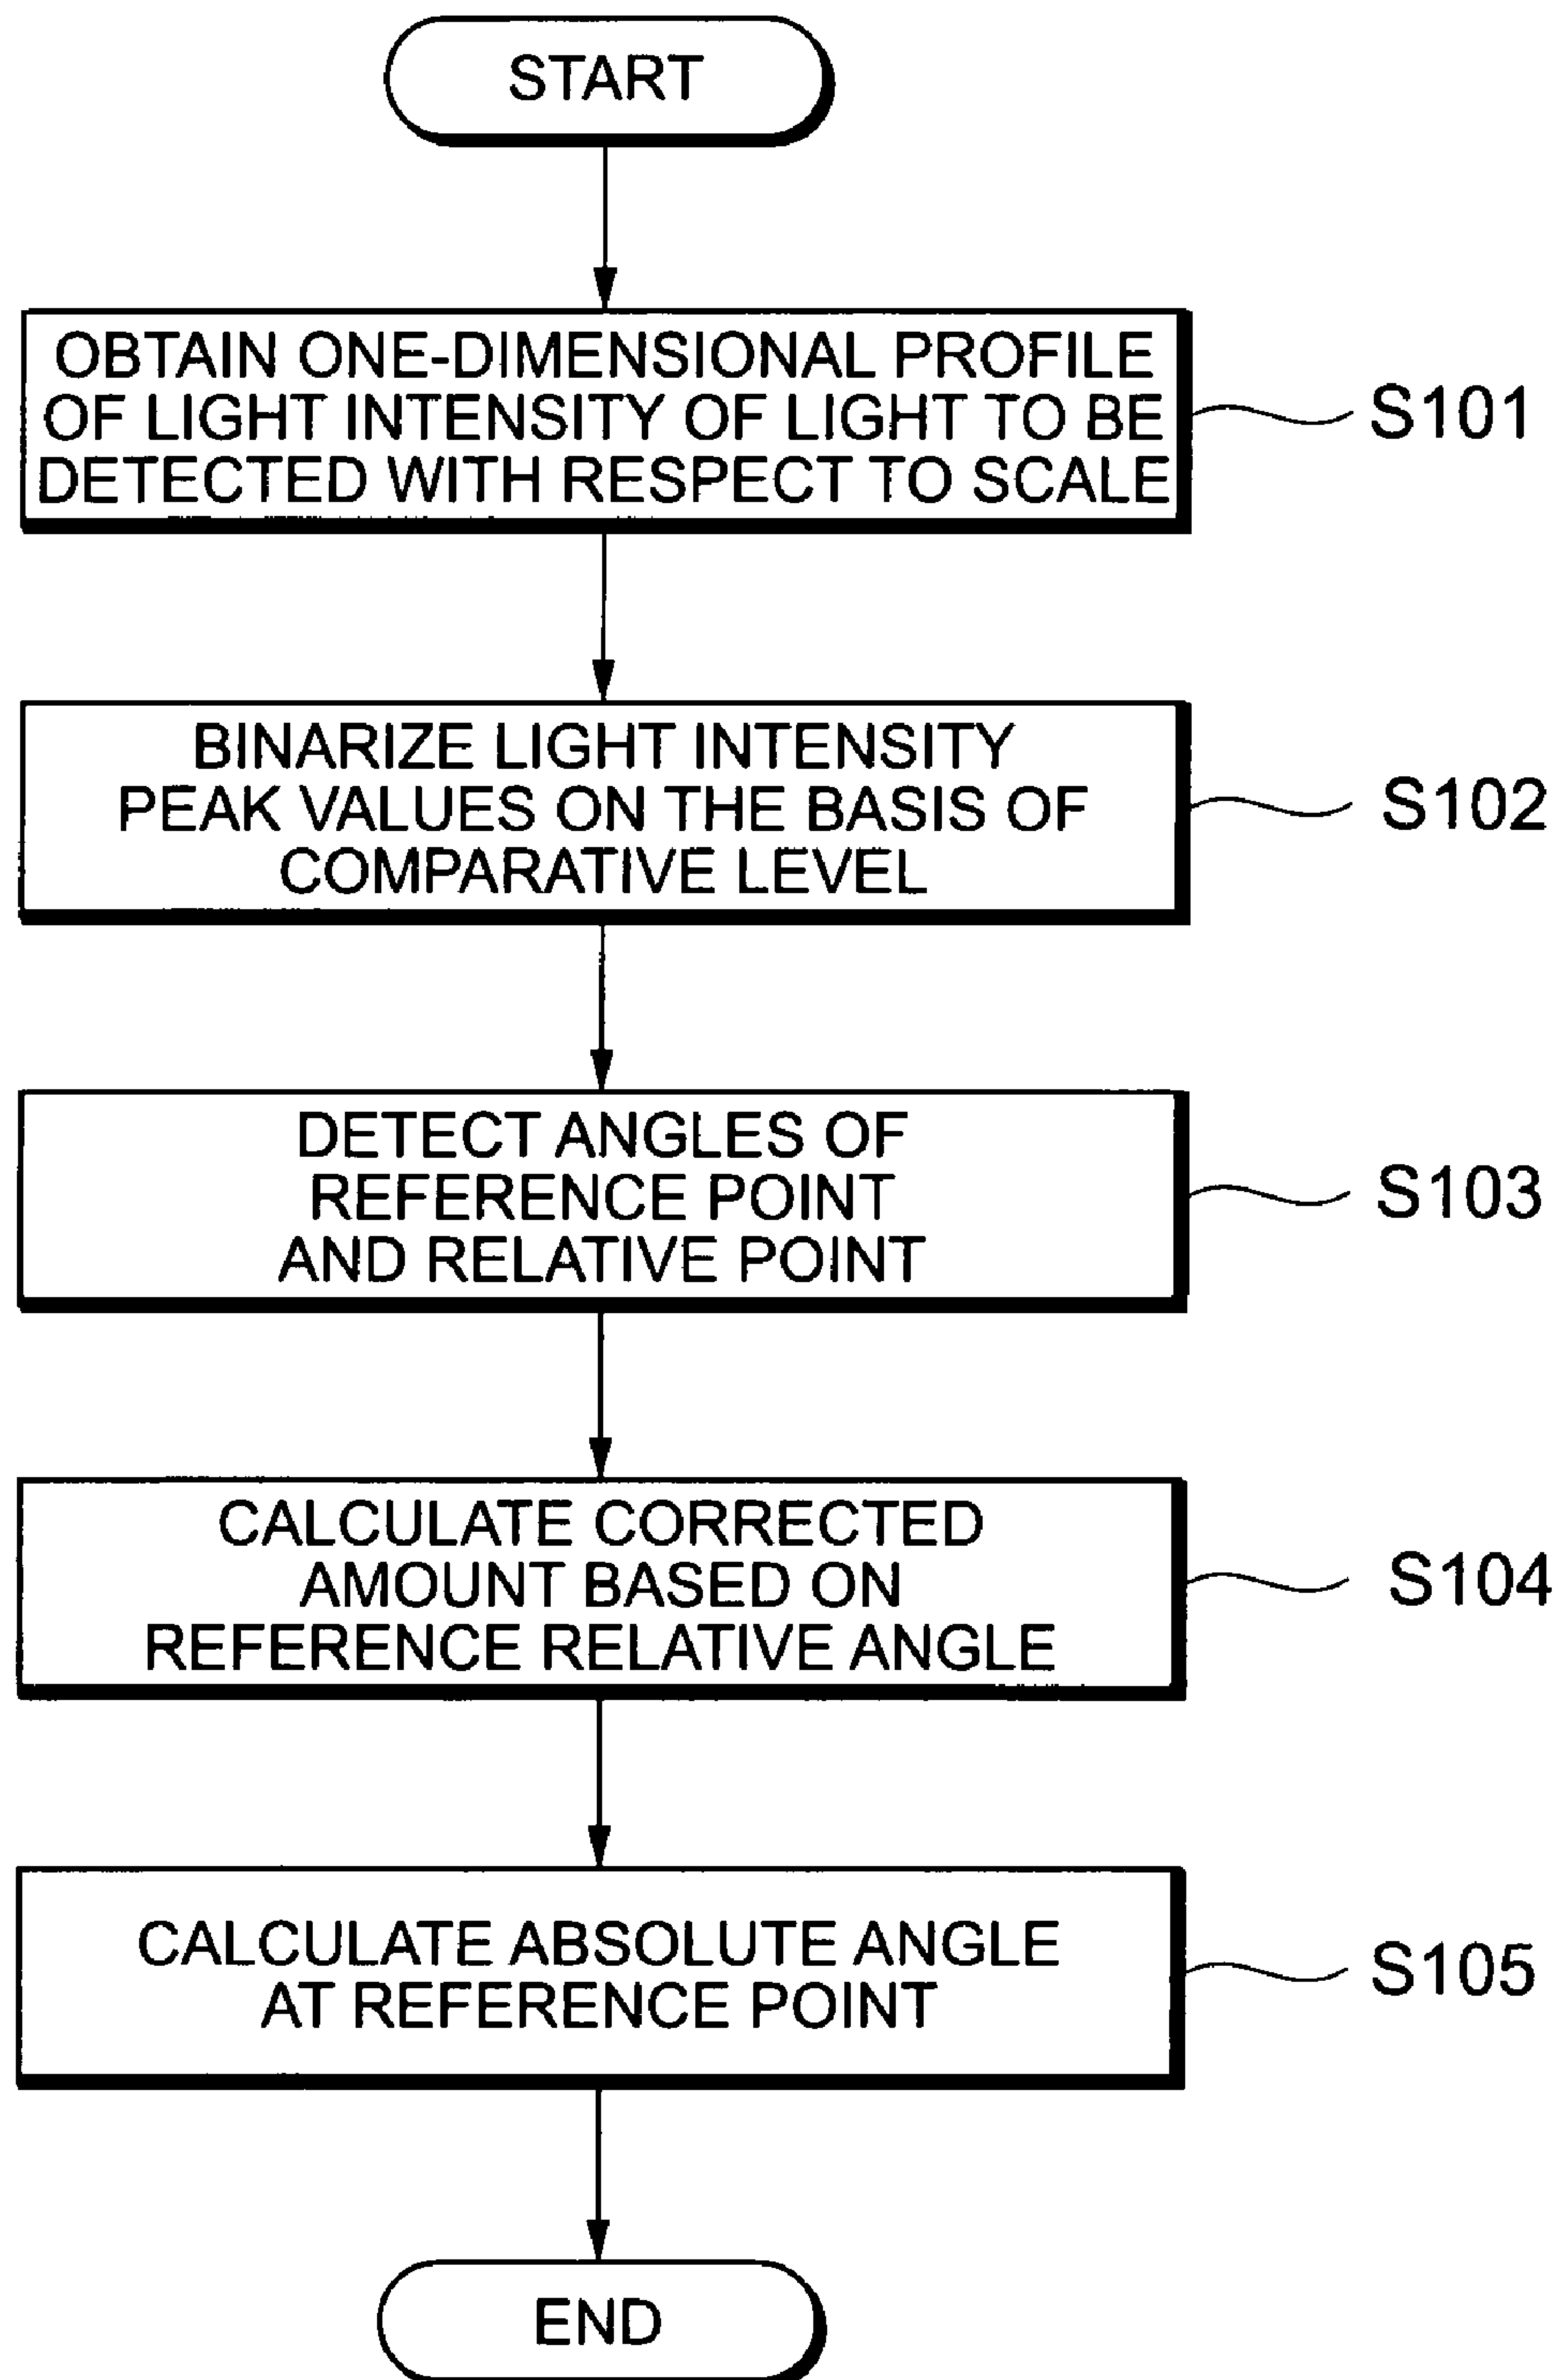 START
OBTAIN ONE-DIMENSIONAL PROFILE
OF LIGHT INTENSITY OF LIGHT TO BE
DETECTED WITH RESPECT TO SCALE
S101
BINARIZE LIGHT INTENSITY
PEAK VALUES ON THE BASIS OF
COMPARATIVE LEVEL
S102
DETECT ANGLES OF
REFERENCE POINT
AND RELATIVE POINT
S103
CALCULATE CORRECTED
AMOUNT BASED ON
REFERENCE RELATIVE ANGLE
S104
CALCULATE ABSOLUTE ANGLE
AT REFERENCE POINT
S105
END